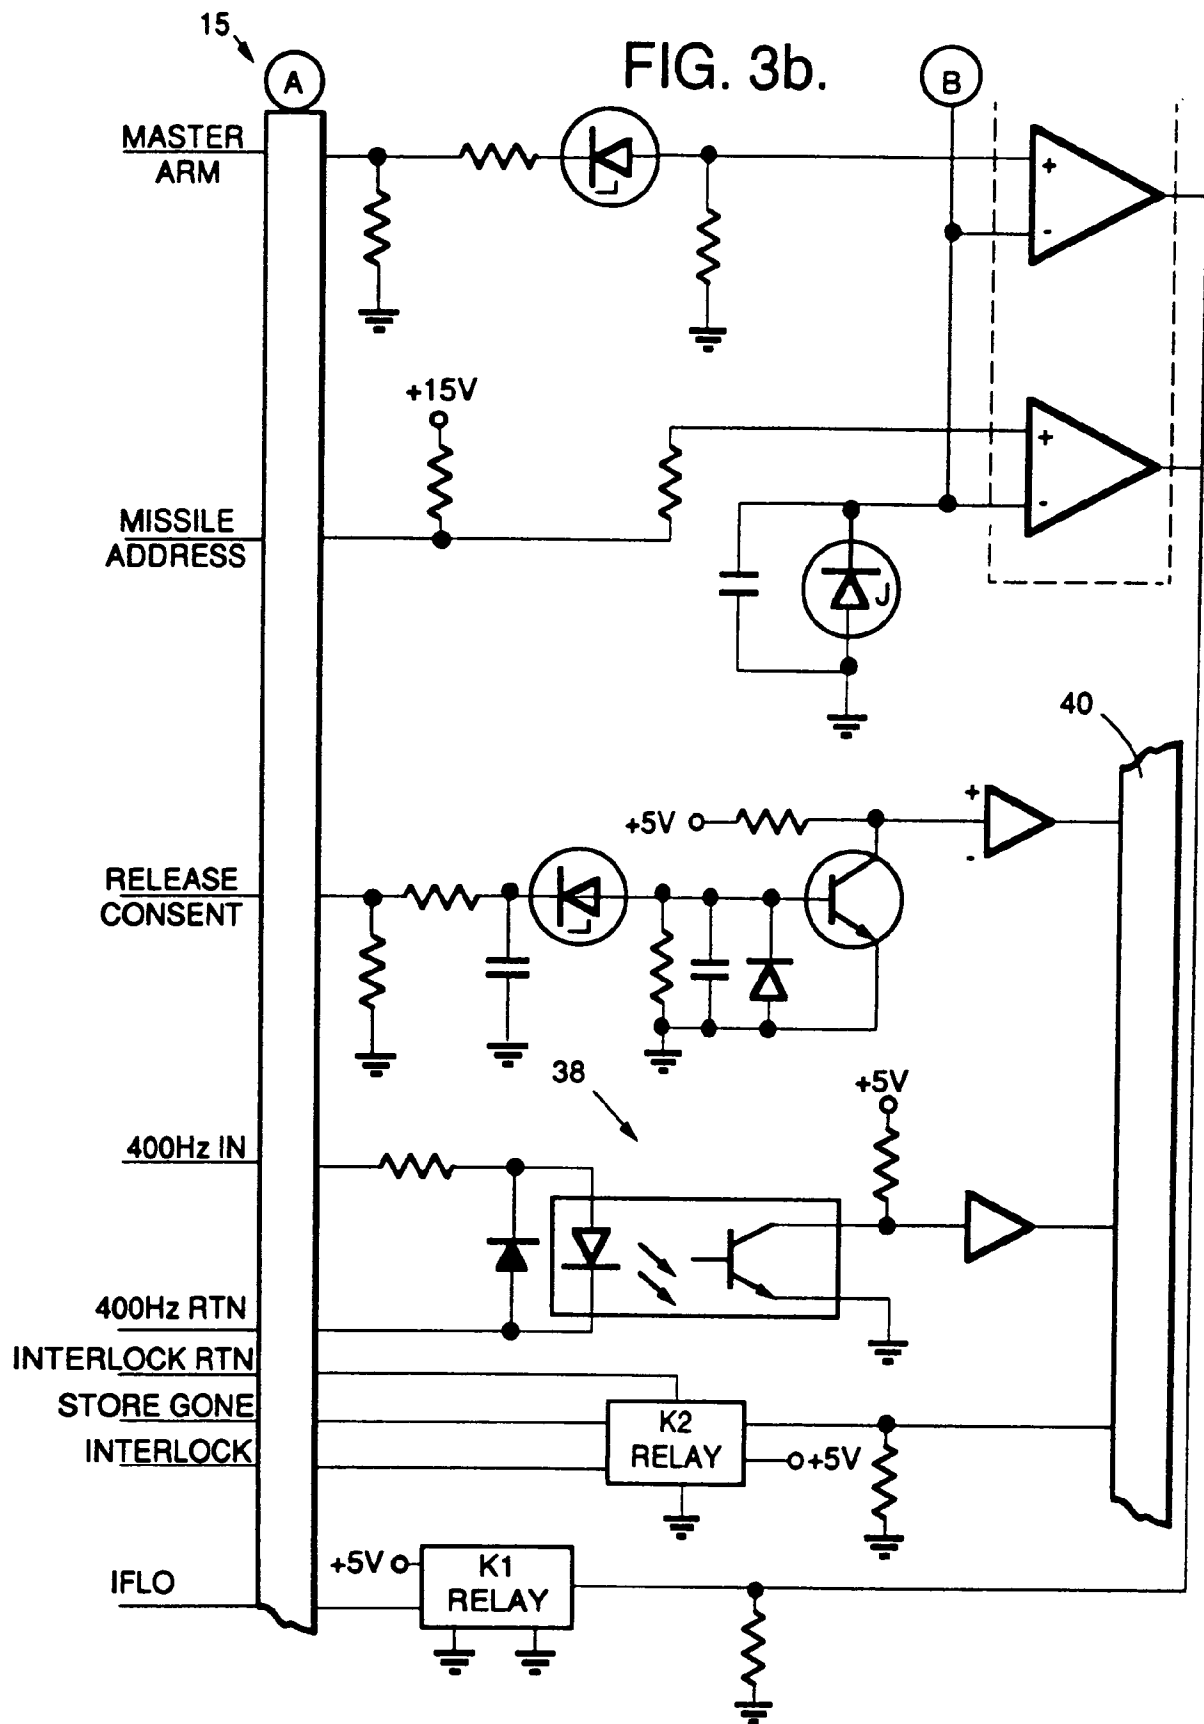 15
A
FIG. 3b.
B
MASTER
ARM
L
+
-
+15V
+
-
MISSILE
ADDRESS
J
40
+5V
+
-
RELEASE
CONSENT
L
38
+5V
400Hz IN
400Hz RTN
INTERLOCK RTN
STORE GONE
INTERLOCK
K2
RELAY
+5V
IFLO
+5V
K1
RELAY